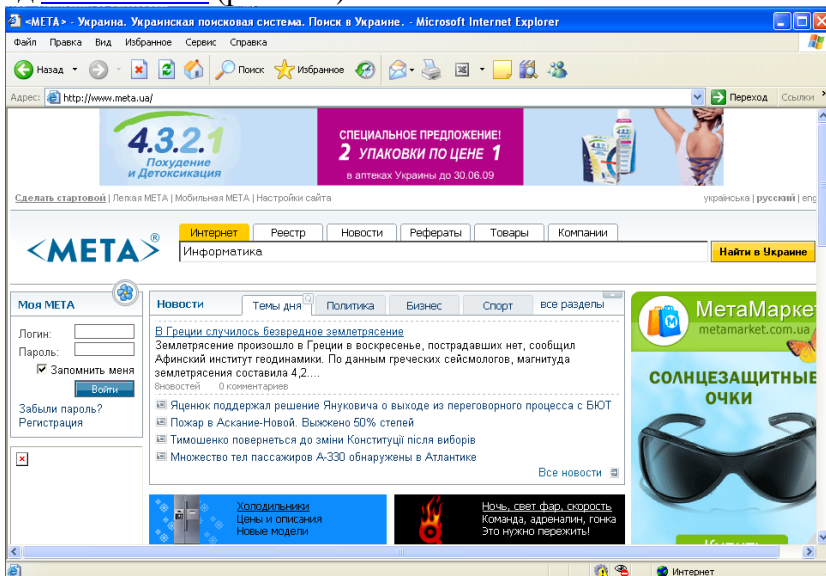 <META> - Украина. Украинская поисковая система. Поиск в Украине. - Microsoft Internet Explorer
Файл Правка Вид Избранное Сервис Справка
Назад Поиск Избранное
Адрес: http://www.meta.ua/ Переход Ссылки
4.3.2.1
Похудение
и Детоксикация
СПЕЦИАЛЬНОЕ ПРЕДЛОЖЕНИЕ!
2 УПАКОВКИ ПО ЦЕНЕ 1
в аптеках Украины до 30.06.09
Сделать стартовой | Легкая МЕТА | Мобильная МЕТА | Настройки сайта
українська | русский | eng
<META>®
Интернет Реестр Новости Рефераты Товары Компании
Информатика
Найти в Украине
Моя МЕТА
Логин:
Пароль:
Запомнить меня
Войти
Забыли пароль?
Регистрация
Новости Темы дня Политика Бизнес Спорт все разделы
В Греции случилось безвредное землетрясение
Землетрясение произошло в Греции в воскресенье, пострадавших нет, сообщил
Афинский институт геодинамики. По данным греческих сейсмологов, магнитуда
землетрясения составила 4,2....
8новостей 0 комментариев
Яценюк поддержал решение Януковича о выходе из переговорного процесса с БЮТ
Пожар в Аскание-Новой. Выжжено 50% степей
Тимошенко повернеться до зміни Конституції після виборів
Множество тел пассажиров А-330 обнаружены в Атлантике
Все новости
МетаМарке
metamarket.com.ua
СОЛНЦЕЗАЩИТНЫЕ
ОЧКИ
Холодильники
Цены и описания
Новые модели
Ночь, свет фар, скорость
Команда, адреналин, гонка
Это нужно пережить!
Интернет